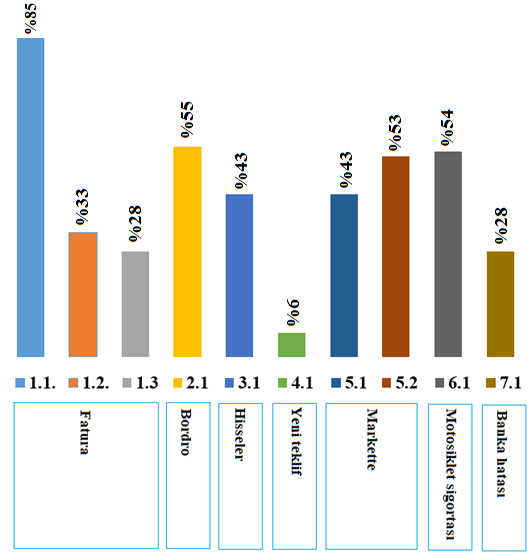 %85
%33
%28
%55
%43
%6
%43
%53
%54
%28
1.1. 1.2. 1.3 2.1 3.1 4.1 5.1 5.2 6.1 7.1
Fatura
Bordro
Hisseler
Yeni teklif
Markette
Motosiklet sigortası
Banka hatası